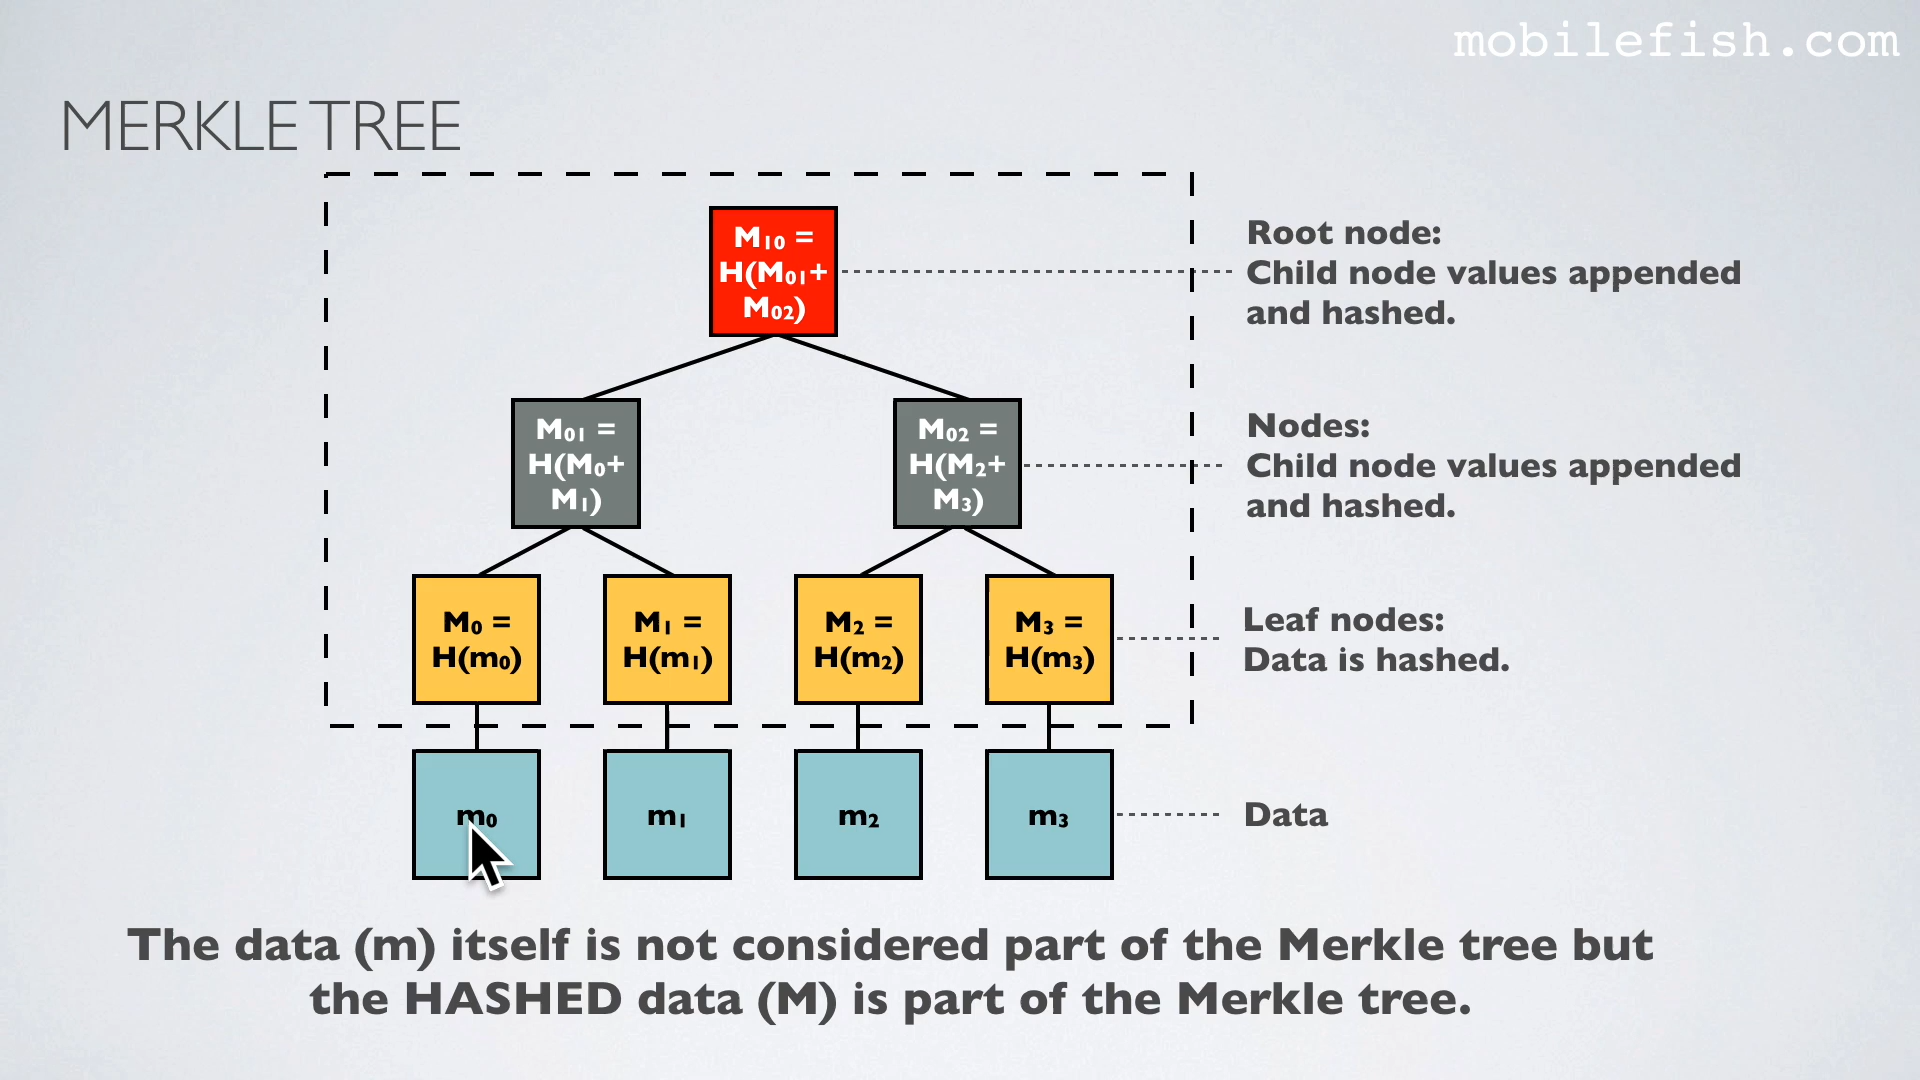 mobilefish.com
MERKLE TREE
M₁₀ =
H(M₀₁+
M₀₂)
Root node:
Child node values appended
and hashed.
M₀₁ =
H(M₀+
M₁)
M₀₂ =
H(M₂+
M₃)
Nodes:
Child node values appended
and hashed.
M₀ =
H(m₀)
M₁ =
H(m₁)
M₂ =
H(m₂)
M₃ =
H(m₃)
Leaf nodes:
Data is hashed.
m₀
m₁
m₂
m₃
Data
The data (m) itself is not considered part of the Merkle tree but
the HASHED data (M) is part of the Merkle tree.